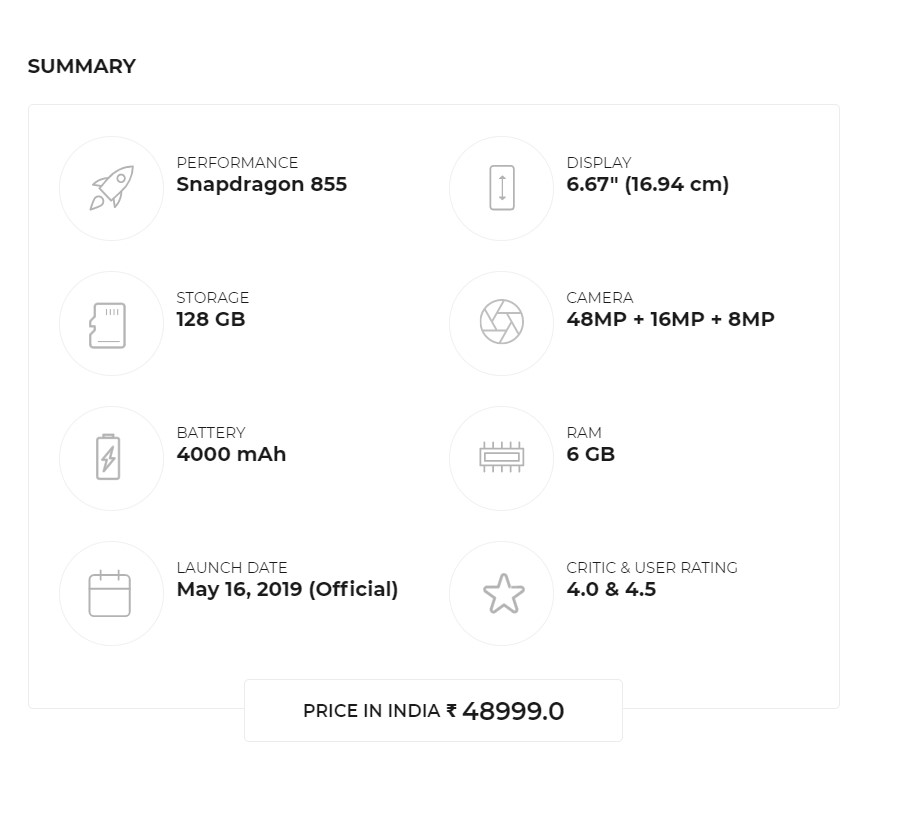 SUMMARY
PERFORMANCE
Snapdragon 855
DISPLAY
6.67" (16.94 cm)
STORAGE
128 GB
CAMERA
48MP + 16MP + 8MP
BATTERY
4000 mAh
RAM
6 GB
LAUNCH DATE
May 16, 2019 (Official)
CRITIC & USER RATING
4.0 & 4.5
PRICE IN INDIA ₹ 48999.0